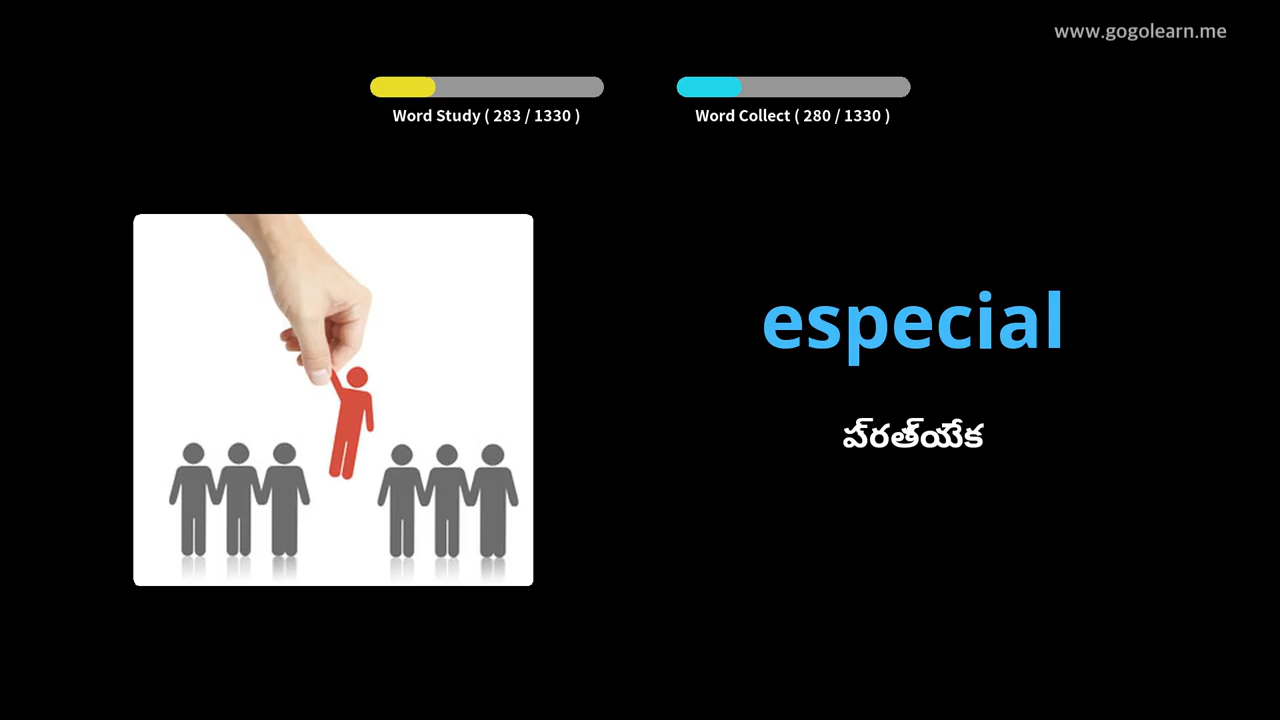 www.gogolearn.me
Word Study ( 283 / 1330 )
Word Collect ( 280 / 1330 )
especial
ప్రత్యేక